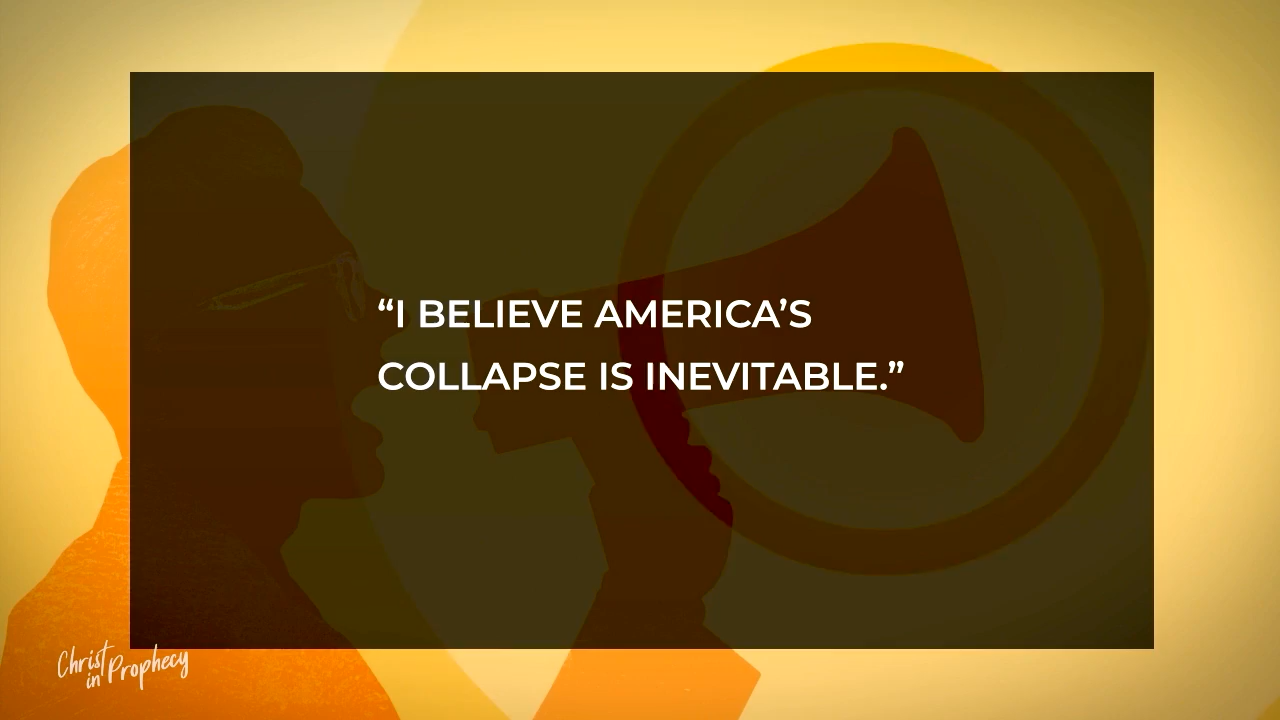 “I BELIEVE AMERICA’S
COLLAPSE IS INEVITABLE.”
Christ
in Prophecy